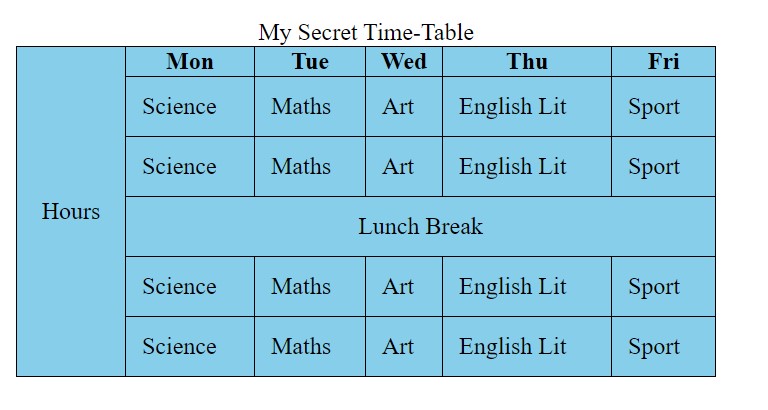 My Secret Time-Table
Mon Tue Wed Thu Fri
Science Maths Art English Lit Sport
Science Maths Art English Lit Sport
Hours
Lunch Break
Science Maths Art English Lit Sport
Science Maths Art English Lit Sport